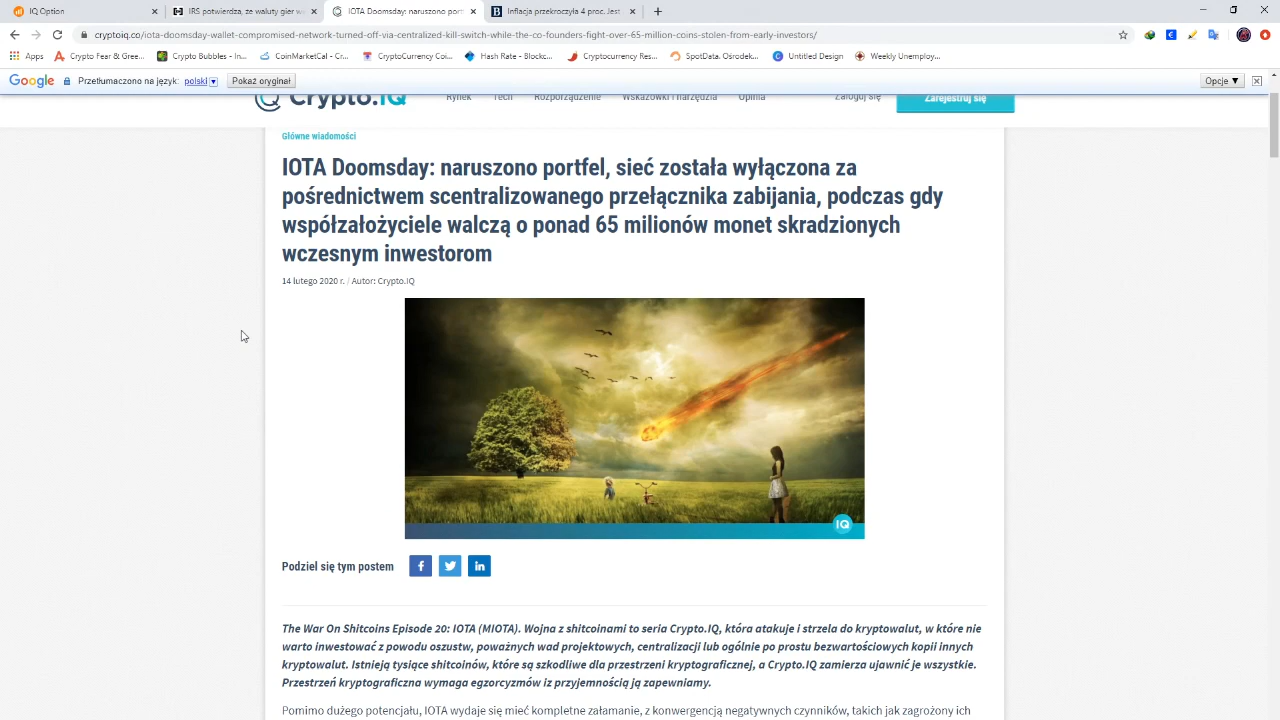 IQ Option
IRS potwierdza, że waluty gier wi
IOTA Doomsday: naruszono portf
Inflacja przekroczyła 4 proc. Jest
cryptoiq.co/iota-doomsday-wallet-compromised-network-turned-off-via-centralized-kill-switch-while-the-co-founders-fight-over-65-million-coins-stolen-from-early-investors/
Apps
Crypto Fear & Gree...
Crypto Bubbles - In...
CoinMarketCal - Cr...
CryptoCurrency Coi...
Hash Rate - Blockc...
Cryptocurrency Res...
SpotData. Ośrodek...
Untitled Design
Weekly Unemploy...
Google Przetłumaczono na język: polski Pokaż oryginał Opcje ▼
Crypto.IQ Rynek Tech Rozporządzenie Wskazówki i narzędzia Opinia Zaloguj się Zarejestruj się
Główne wiadomości
IOTA Doomsday: naruszono portfel, sieć została wyłączona za
pośrednictwem scentralizowanego przełącznika zabijania, podczas gdy
współzałożyciele walczą o ponad 65 milionów monet skradzionych
wczesnym inwestorom
14 lutego 2020 r. / Autor: Crypto.IQ
IQ
Podziel się tym postem
The War On Shitcoins Episode 20: IOTA (MIOTA). Wojna z shitcoinami to seria Crypto.IQ, która atakuje i strzela do kryptowalut, w które nie
warto inwestować z powodu oszustw, poważnych wad projektowych, centralizacji lub ogólnie po prostu bezwartościowych kopii innych
kryptowalut. Istnieją tysiące shitcoinów, które są szkodliwe dla przestrzeni kryptograficznej, a Crypto.IQ zamierza ujawnić je wszystkie.
Przestrzeń kryptograficzna wymaga egzorcyzmów iz przyjemnością ją zapewniamy.
Pomimo dużego potencjału, IOTA wydaje się mieć kompletne załamanie, z konwergencją negatywnych czynników, takich jak zagrożony ich